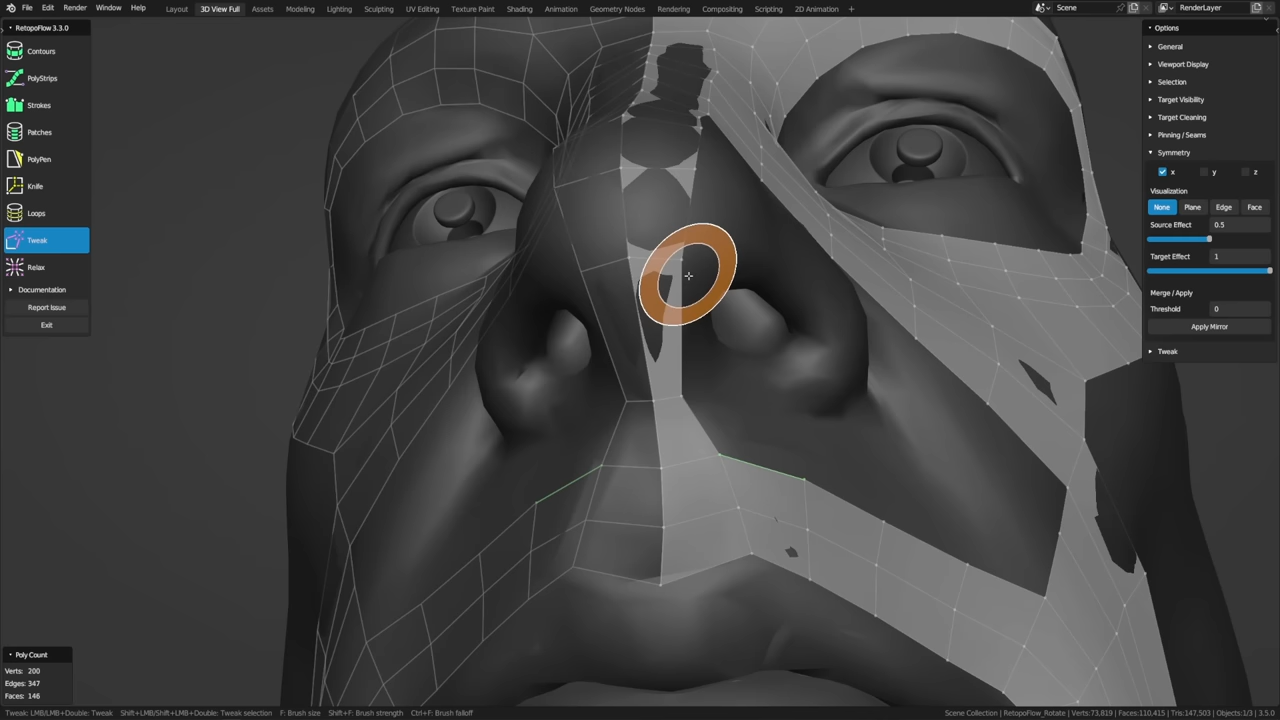 File Edit Render Window Help
Layout 3D View Full Assets Modeling Lighting Sculpting UV Editing Texture Paint Shading Animation Geometry Nodes Rendering Compositing Scripting 2D Animation +
Scene
RenderLayer
RetopoFlow 3.3.0
Contours
PolyStrips
Strokes
Patches
PolyPen
Knife
Loops
Tweak
Relax
Documentation
Report Issue
Exit
Options
General
Viewport Display
Selection
Target Visibility
Target Cleaning
Pinning / Seams
Symmetry
x y z
Visualization
None Plane Edge Face
Source Effect 0.5
Target Effect 1
Merge / Apply
Threshold 0
Apply Mirror
Tweak
Poly Count
Verts: 200
Edges: 347
Faces: 146
Tweak: LMB/LMB+Double: Tweak Shift+LMB/Shift+LMB+Double: Tweak selection F: Brush size Shift+F: Brush strength Ctrl+F: Brush falloff
Scene Collection | RetopoFlow_Rotate | Verts:73,819 | Faces:110,415 | Tris:147,503 | Objects:1/3 | 3.5.0